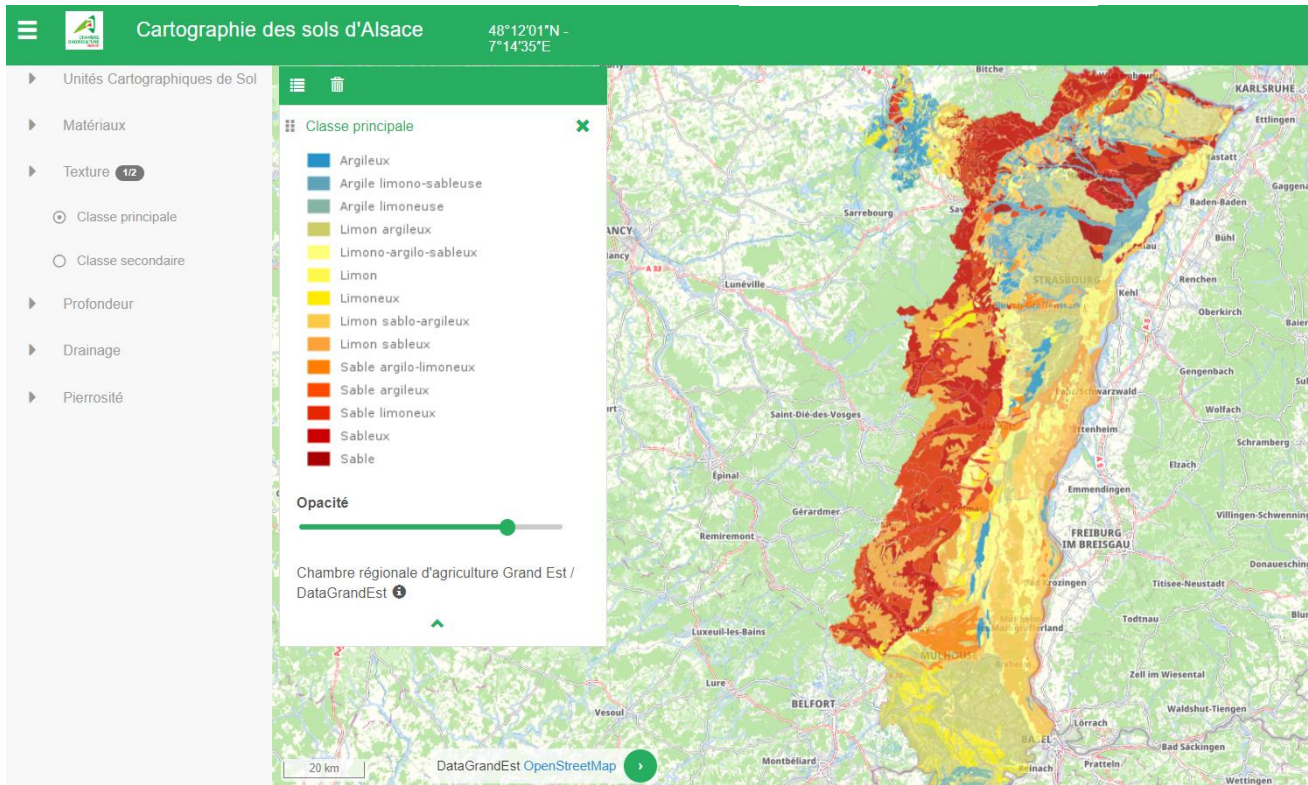 Cartographie des sols d'Alsace
48°12'01"N -
7°14'35"E
Unités Cartographiques de Sol
Matériaux
Texture 1/2
Classe principale
Classe secondaire
Profondeur
Drainage
Pierrosité
Classe principale
Argileux
Argile limono-sableuse
Argile limoneuse
Limon argileux
Limono-argilo-sableux
Limon
Limoneux
Limon sablo-argileux
Limon sableux
Sable argilo-limoneux
Sable argileux
Sable limoneux
Sableux
Sable
Opacité
Chambre régionale d'agriculture Grand Est /
DataGrandEst
20 km
DataGrandEst OpenStreetMap
Bitche
KARLSRUHE
Ettlingen
Baden-Baden
Sarrebourg
Bühl
A 33
Lunéville
STRASBOURG
Kehl
Renchen
Oberkirch
A 5
Gengenbach
Saint-Dié-des-Vosges
Wolfach
Ettenheim
Schramberg
Épinal
Elzach
Emmendingen
Gérardmer
Remiremont
FREIBURG
IM BREISGAU
Titisee-Neustadt
Todtnau
Luxeuil-les-Bains
MULHOUSE
Zell im Wiesental
Lure
BELFORT
Waldshut-Tiengen
Vesoul
Lörrach
Bad Säckingen
Montbéliard
Reinach
Pratteln
Wettingen